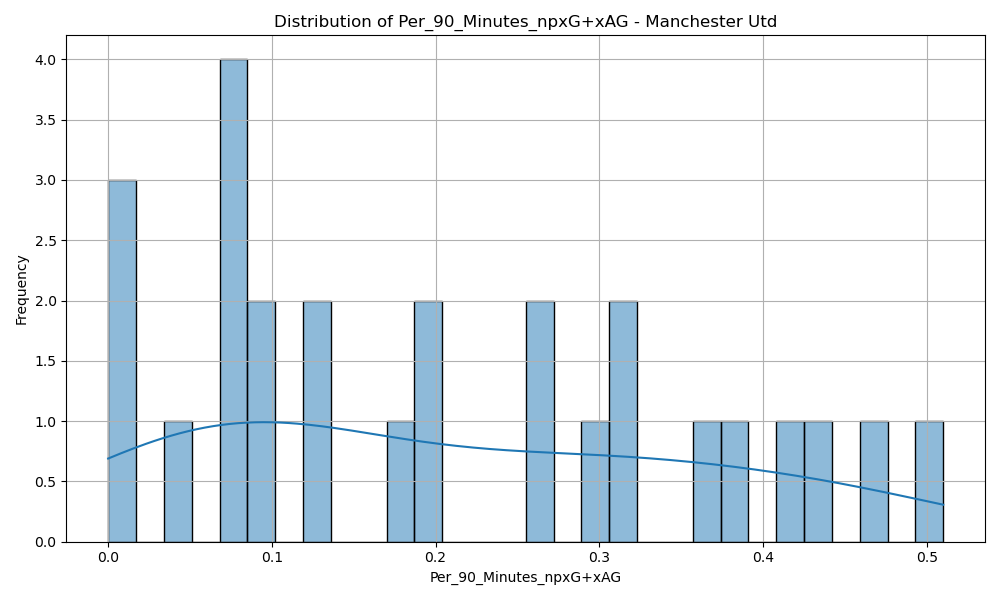 Distribution of Per_90_Minutes_npxG+xAG - Manchester Utd
Frequency
4.0
3.5
3.0
2.5
2.0
1.5
1.0
0.5
0.0
0.0 0.1 0.2 0.3 0.4 0.5
Per_90_Minutes_npxG+xAG